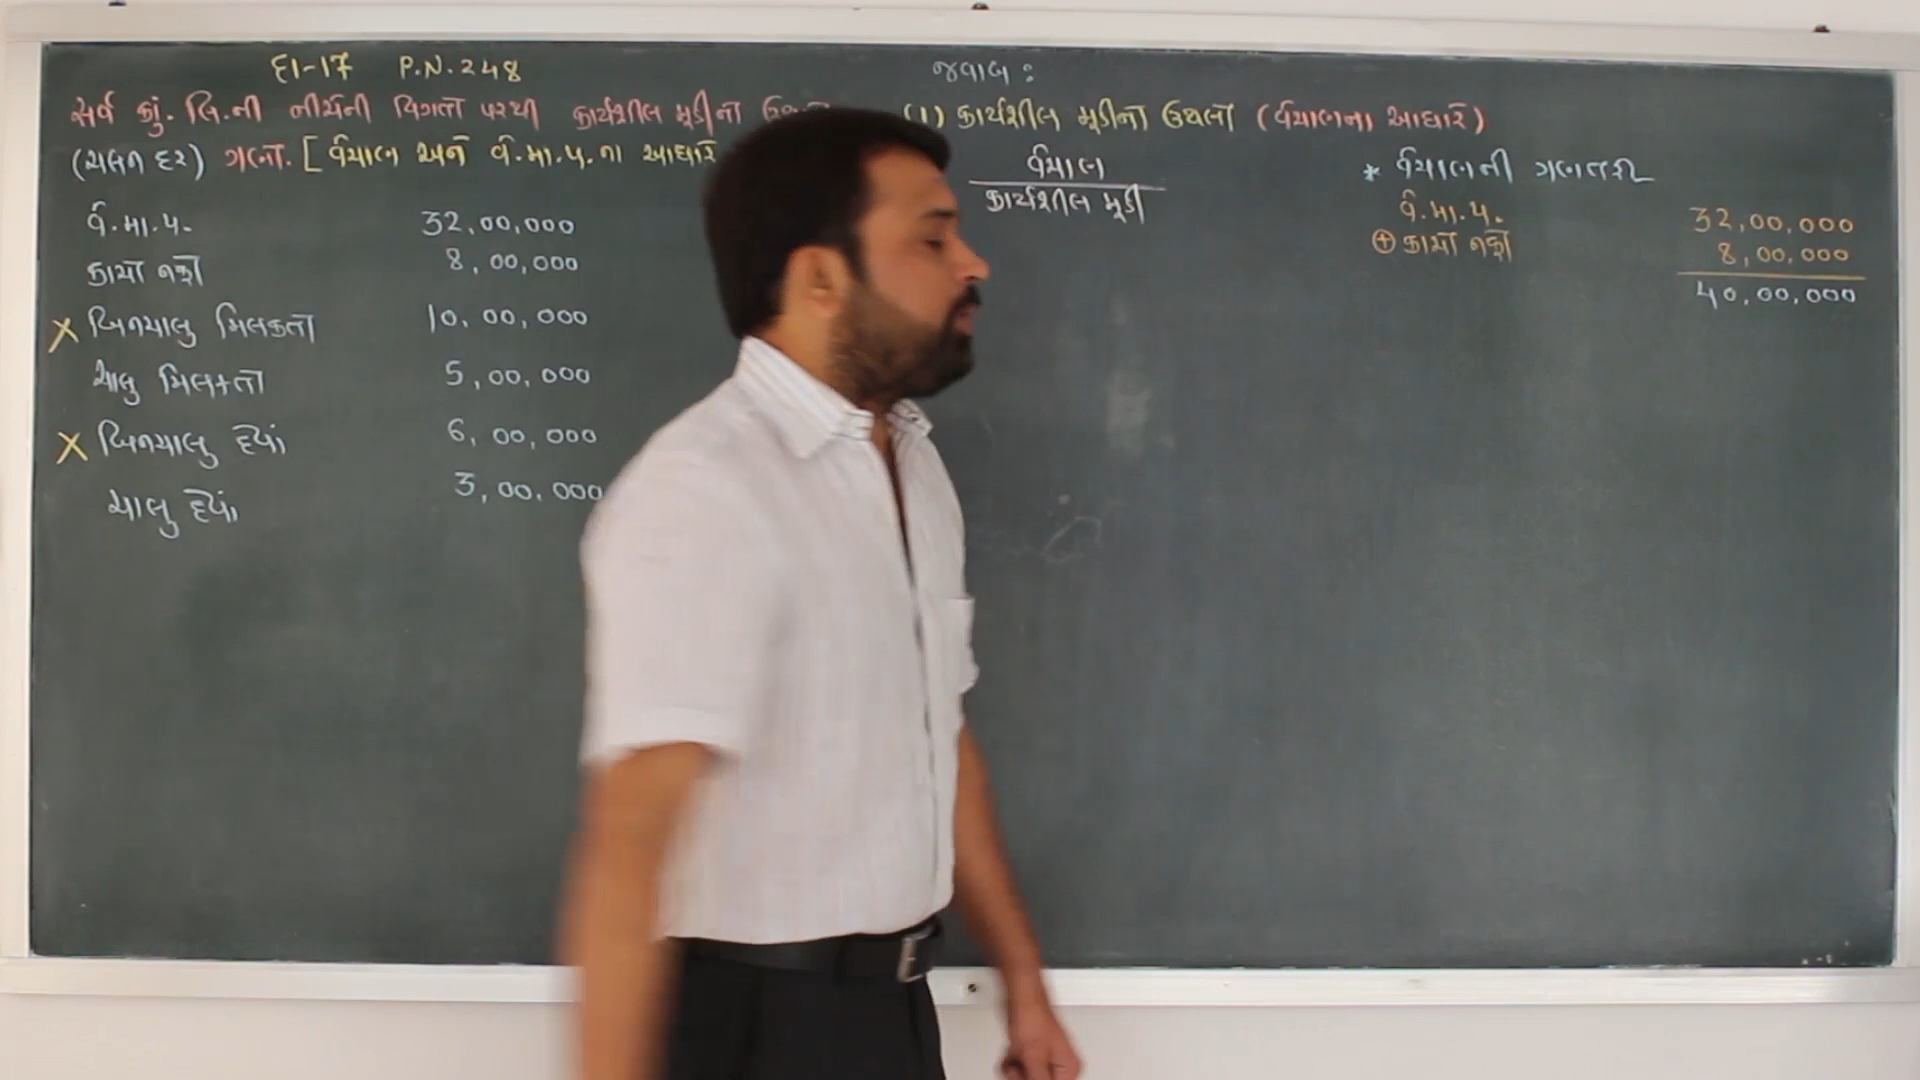 દા-17 P.N.248
સર્વ કાું. લિ.ની નીચેની વિગતો પરથી કાર્યશીલ મૂડીનો
(ચલન દર) ગણો. [વેચાણ અને વે.મા.પ.ના આધારે
વે.મા.પ. 32,00,000
કાચો નફો 8,00,000
X બિનચાલુ મિલકતો 10,00,000
ચાલુ મિલકતો 5,00,000
X બિનચાલુ દેવાં 6,00,000
ચાલુ દેવાં 3,00,000
જવાબ :
(1) કાર્યશીલ મૂડીનો ઉથલો (વેચાણના આધારે)
વેચાણ
કાર્યશીલ મૂડી
* વેચાણની ગણતરી
વે.મા.પ. 32,00,000
⊕ કાચો નફો 8,00,000
40,00,000